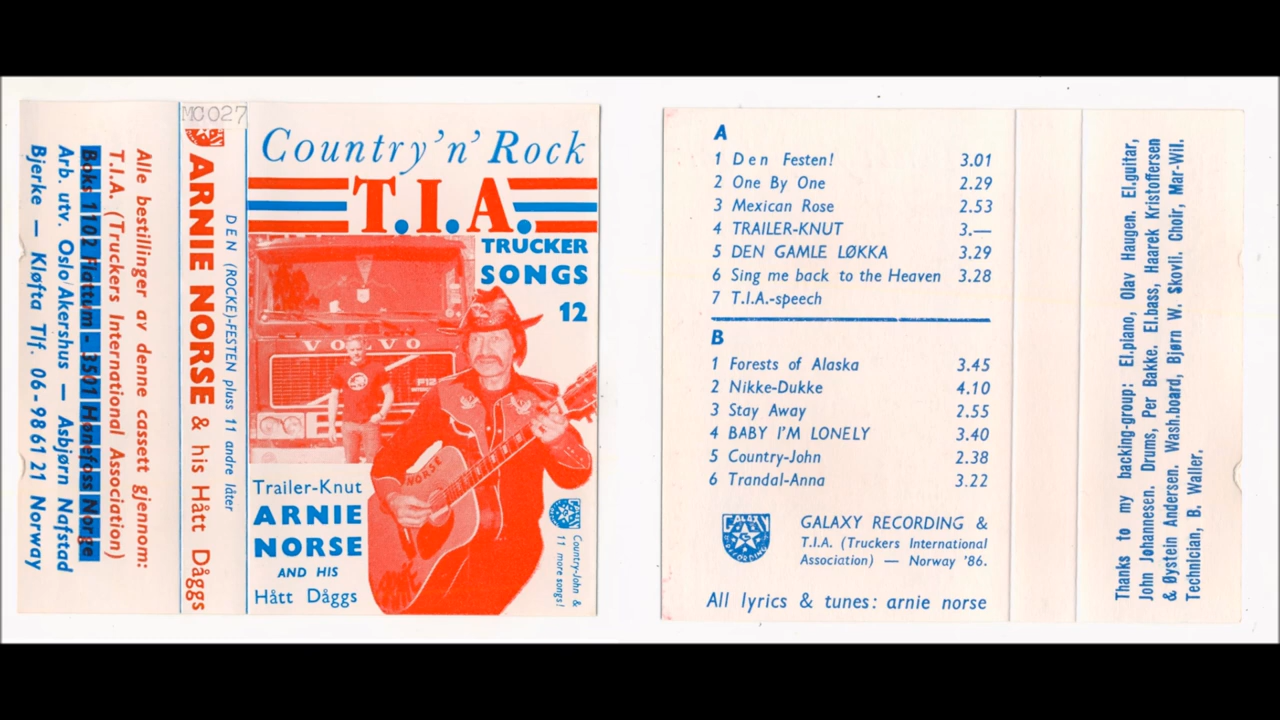 Alle bestillinger av denne cassett gjennom:
T.I.A. (Truckers International Association)
Boks 1102 Flattum - 3501 Hønefoss Norge
Arb. utv. Oslo/Akershus — Asbjørn Nafstad
Bjerke — Kløfta Tlf. 06-98 61 21 Norway
MC027
ARNIE NORSE & his Hått Dåggs
DEN (ROCKE)-FESTEN pluss 11 andre låter
Country'n' Rock
T.I.A.
TRUCKER
SONGS
12
VOLVO
F12
NORSE
Trailer-Knut
ARNIE
NORSE
AND HIS
Hått Dåggs
GALAXY
Country-John &
11 more songs!
A
1 Den Festen! 3.01
2 One By One 2.29
3 Mexican Rose 2.53
4 TRAILER-KNUT 3.—
5 DEN GAMLE LØKKA 3.29
6 Sing me back to the Heaven 3.28
7 T.I.A.-speech
B
1 Forests of Alaska 3.45
2 Nikke-Dukke 4.10
3 Stay Away 2.55
4 BABY I'M LONELY 3.40
5 Country-John 2.38
6 Trandal-Anna 3.22
GALAXY
RECORDING
GALAXY RECORDING &
T.I.A. (Truckers International
Association) — Norway '86.
All lyrics & tunes: arnie norse
Thanks to my backing-group: El.piano, Olav Haugen. El.guitar,
John Johannesen. Drums, Per Bakke. El.bass, Haarek Kristoffersen
& Øystein Andersen. Wash.board, Bjørn W. Skovli. Choir, Mar-Wil.
Technician, B. Waller.